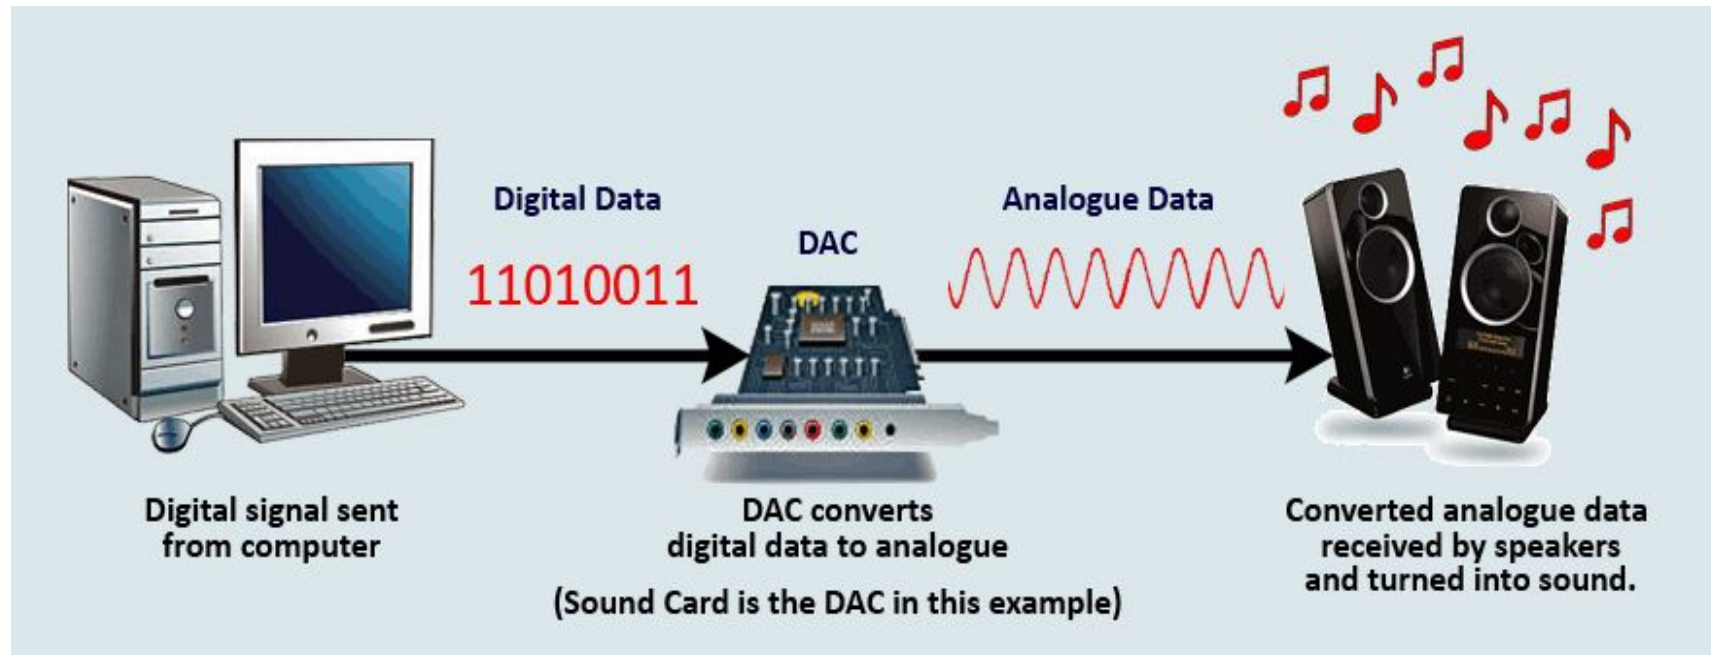 Digital Data
11010011
DAC
Analogue Data
Digital signal sent
from computer
DAC converts
digital data to analogue
(Sound Card is the DAC in this example)
Converted analogue data
received by speakers
and turned into sound.